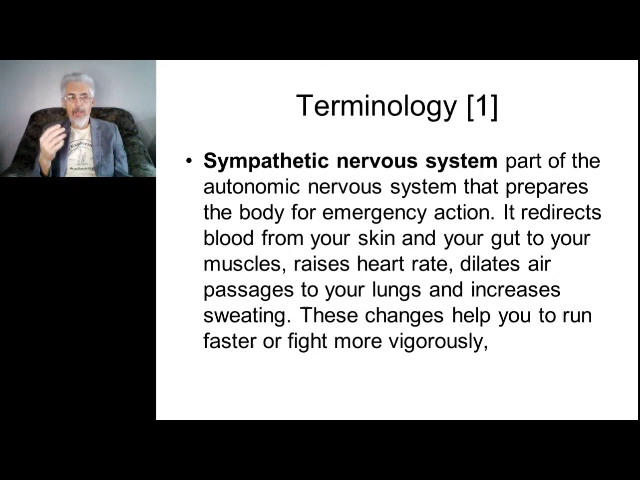 Terminology [1]
• Sympathetic nervous system part of the
autonomic nervous system that prepares
the body for emergency action. It redirects
blood from your skin and your gut to your
muscles, raises heart rate, dilates air
passages to your lungs and increases
sweating. These changes help you to run
faster or fight more vigorously,